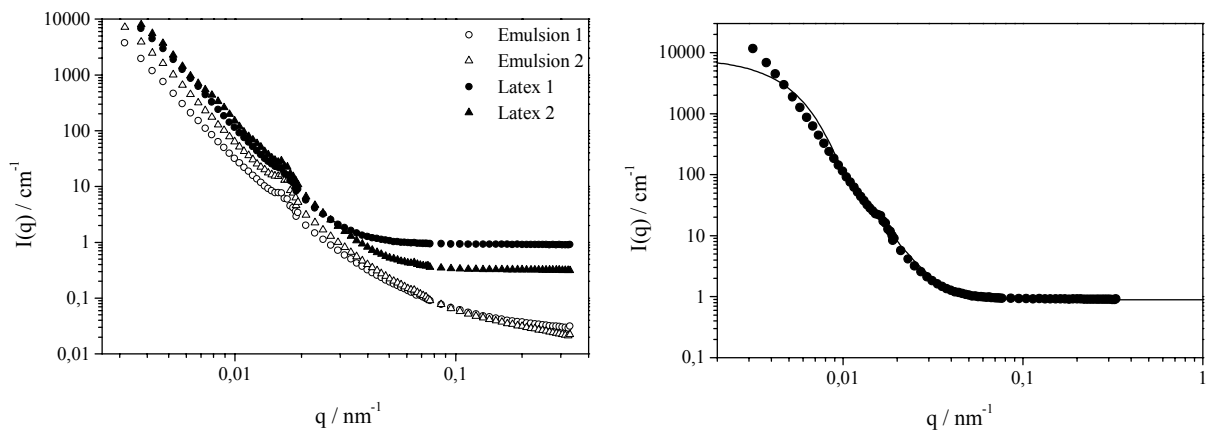 10000
1000
100
10
1
0,1
0,01
I(q) / cm⁻¹
0,01
0,1
q / nm⁻¹
Emulsion 1
Emulsion 2
Latex 1
Latex 2
10000
1000
100
10
1
0,1
I(q) / cm⁻¹
0,01
0,1
1
q / nm⁻¹